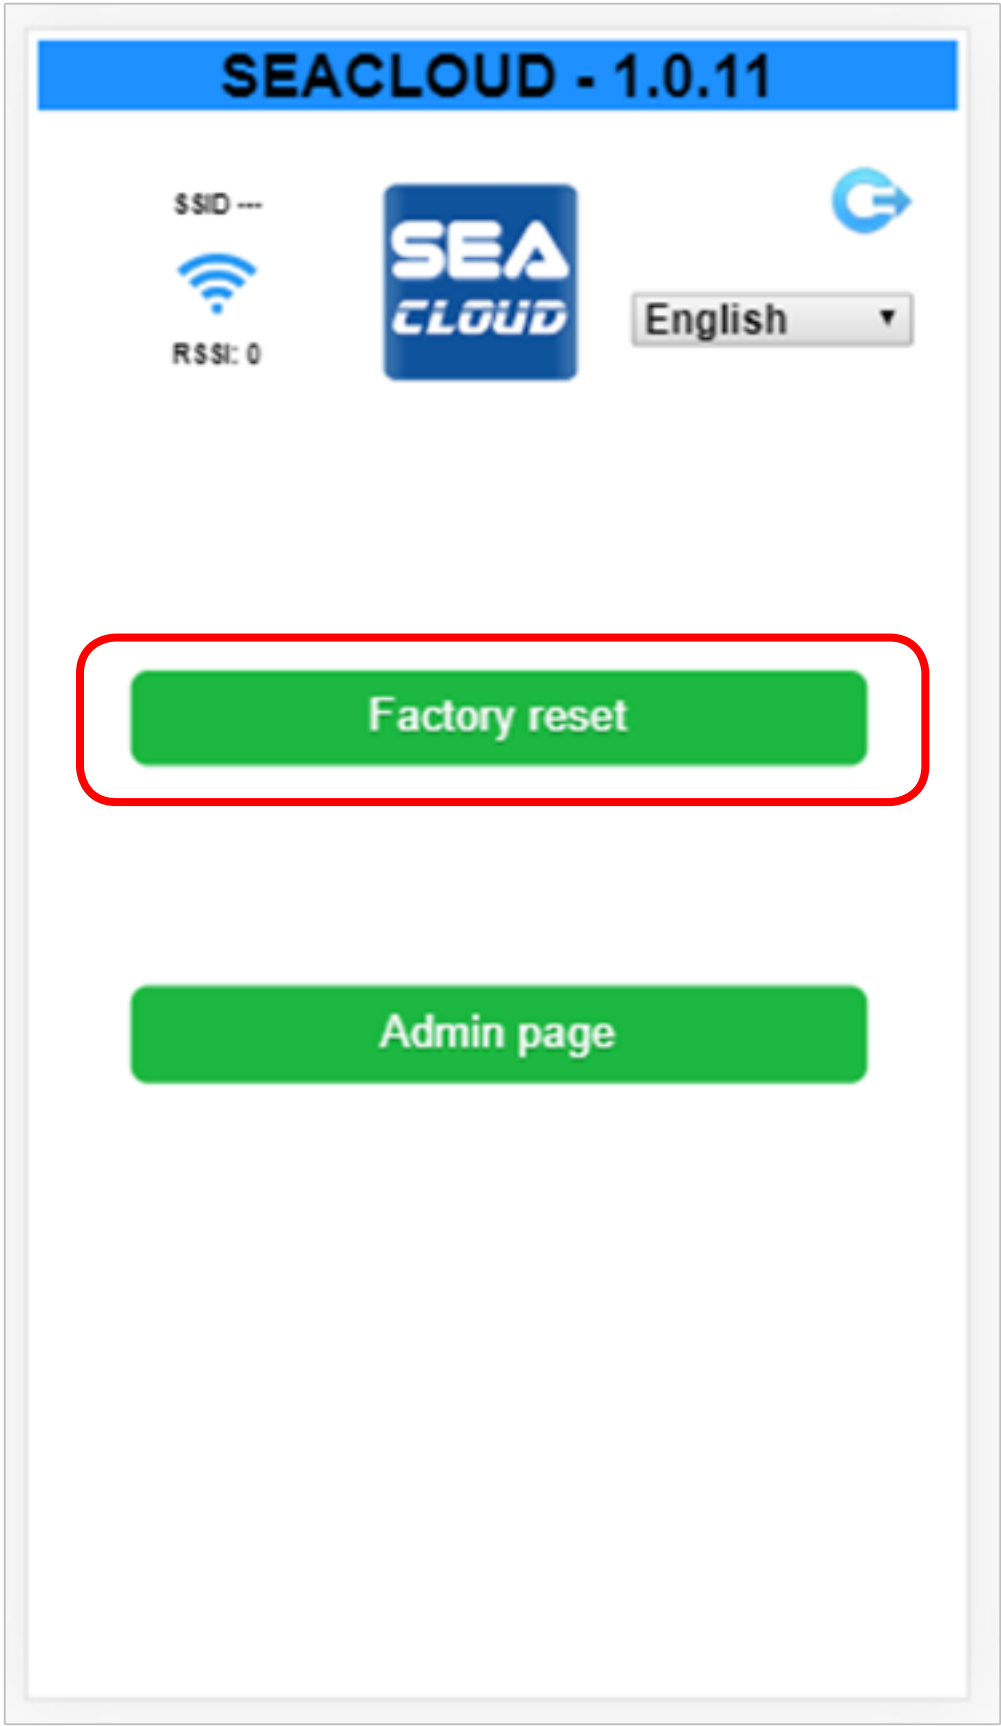 SEACLOUD - 1.0.11
SSID ---
SEA
CLOUD
English
RSSI: 0
Factory reset
Admin page